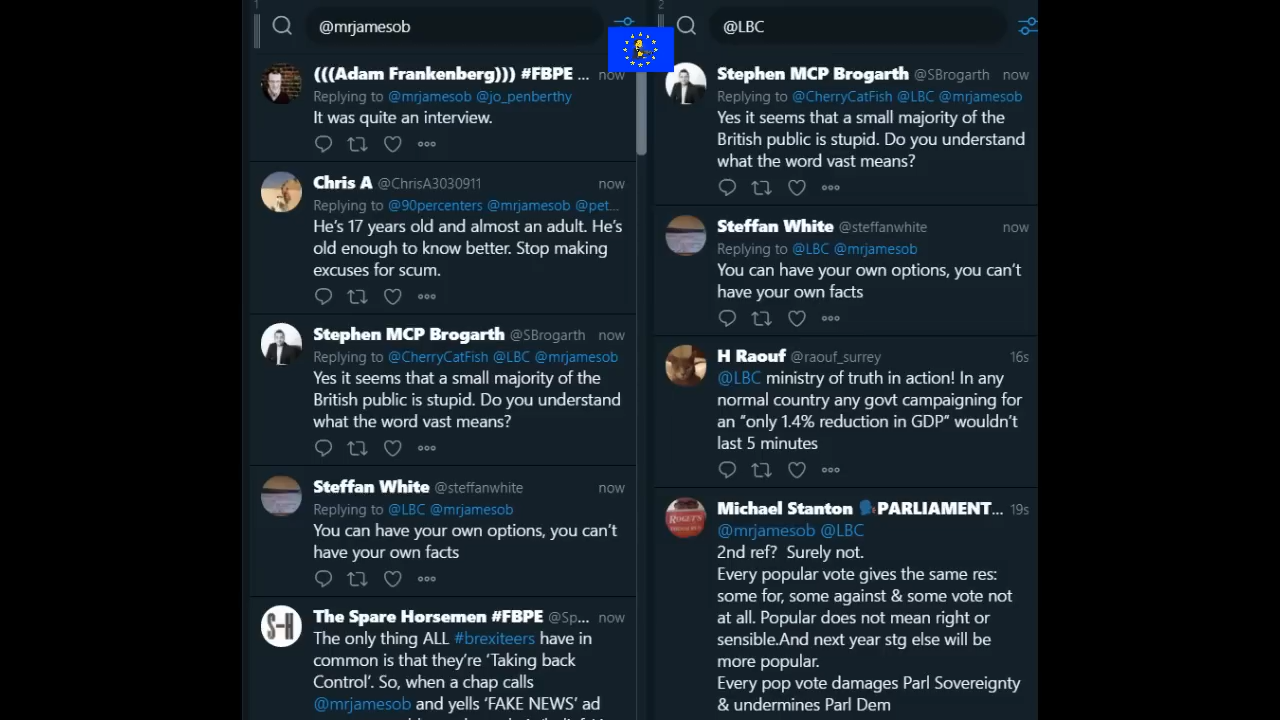 1
@mrjamesob
(((Adam Frankenberg))) #FBPE ... now
Replying to @mrjamesob @jo_penberthy
It was quite an interview.
Chris A @ChrisA3030911 now
Replying to @90percenters @mrjamesob @pet...
He's 17 years old and almost an adult. He's
old enough to know better. Stop making
excuses for scum.
Stephen MCP Brogarth @SBrogarth now
Replying to @CherryCatFish @LBC @mrjamesob
Yes it seems that a small majority of the
British public is stupid. Do you understand
what the word vast means?
Steffan White @steffanwhite now
Replying to @LBC @mrjamesob
You can have your own options, you can't
have your own facts
S-H
The Spare Horsemen #FBPE @Sp... now
The only thing ALL #brexiteers have in
common is that they're 'Taking back
Control'. So, when a chap calls
@mrjamesob and yells 'FAKE NEWS' ad
2
@LBC
Stephen MCP Brogarth @SBrogarth now
Replying to @CherryCatFish @LBC @mrjamesob
Yes it seems that a small majority of the
British public is stupid. Do you understand
what the word vast means?
Steffan White @steffanwhite now
Replying to @LBC @mrjamesob
You can have your own options, you can't
have your own facts
H Raouf @raouf_surrey 16s
@LBC ministry of truth in action! In any
normal country any govt campaigning for
an "only 1.4% reduction in GDP" wouldn't
last 5 minutes
ROGET'S
Michael Stanton 🗣PARLIAMENT... 19s
@mrjamesob @LBC
2nd ref? Surely not.
Every popular vote gives the same res:
some for, some against & some vote not
at all. Popular does not mean right or
sensible.And next year stg else will be
more popular.
Every pop vote damages Parl Sovereignty
& undermines Parl Dem